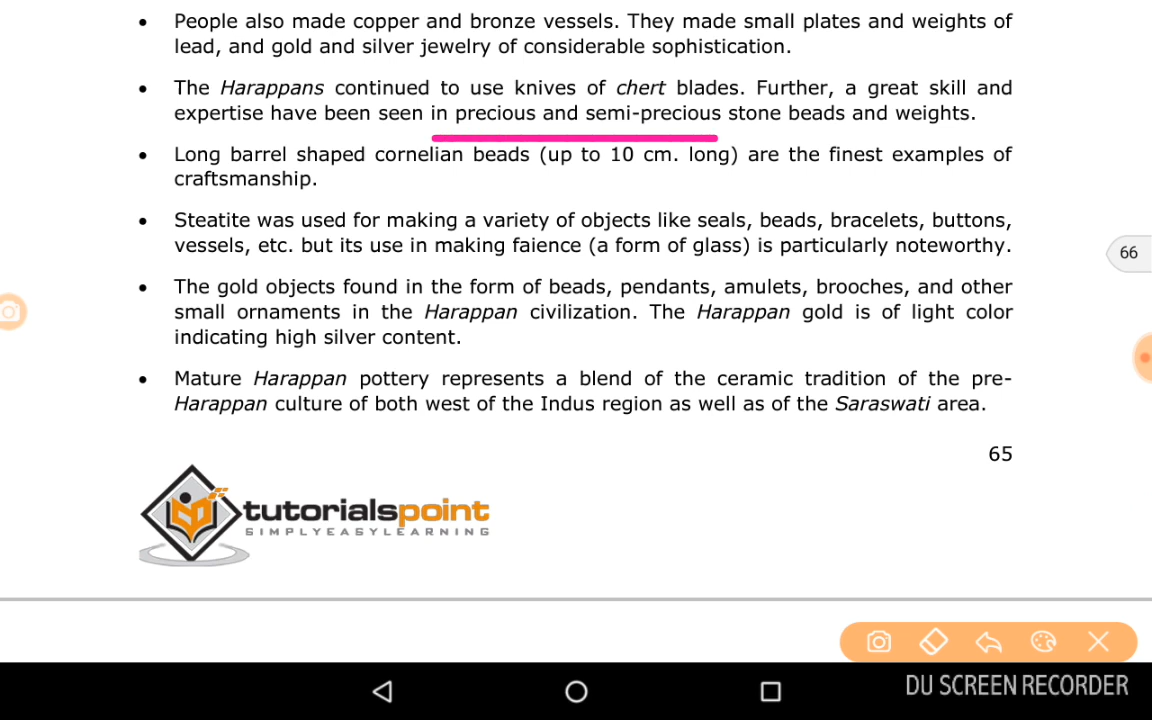 • People also made copper and bronze vessels. They made small plates and weights of
lead, and gold and silver jewelry of considerable sophistication.
• The Harappans continued to use knives of chert blades. Further, a great skill and
expertise have been seen in precious and semi-precious stone beads and weights.
• Long barrel shaped cornelian beads (up to 10 cm. long) are the finest examples of
craftsmanship.
• Steatite was used for making a variety of objects like seals, beads, bracelets, buttons,
vessels, etc. but its use in making faience (a form of glass) is particularly noteworthy.
66
• The gold objects found in the form of beads, pendants, amulets, brooches, and other
small ornaments in the Harappan civilization. The Harappan gold is of light color
indicating high silver content.
• Mature Harappan pottery represents a blend of the ceramic tradition of the pre-
Harappan culture of both west of the Indus region as well as of the Saraswati area.
65
tutorialspoint
SIMPLYEASYLEARNING
DU SCREEN RECORDER